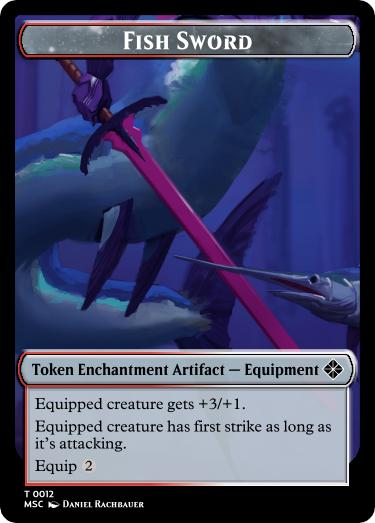 Fish Sword
Token Enchantment Artifact — Equipment
Equipped creature gets +3/+1.
Equipped creature has first strike as long as
it's attacking.
Equip 2
T 0012
MSC Daniel Rachbauer